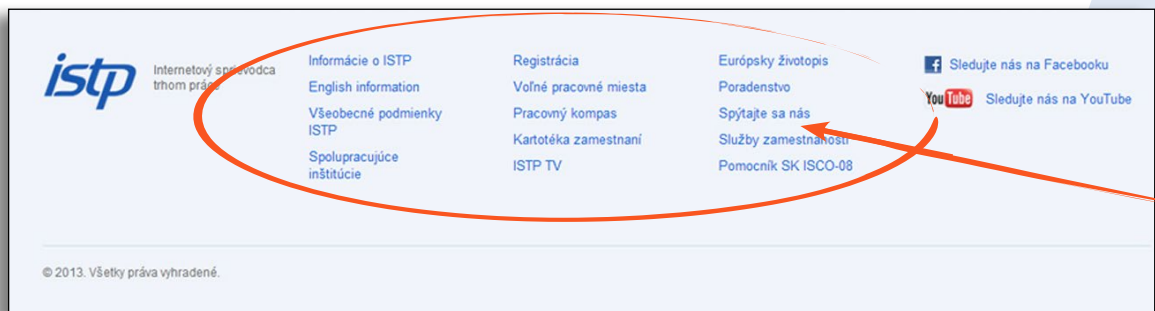 istp
Internetový sprievodca
trhom práce
Informácie o ISTP
English information
Všeobecné podmienky
ISTP
Spolupracujúce
inštitúcie
Registrácia
Voľné pracovné miesta
Pracovný kompas
Kartotéka zamestnaní
ISTP TV
Európsky životopis
Poradenstvo
Spýtajte sa nás
Služby zamestnanosti
Pomocník SK ISCO-08
f Sledujte nás na Facebooku
YouTube Sledujte nás na YouTube
© 2013. Všetky práva vyhradené.